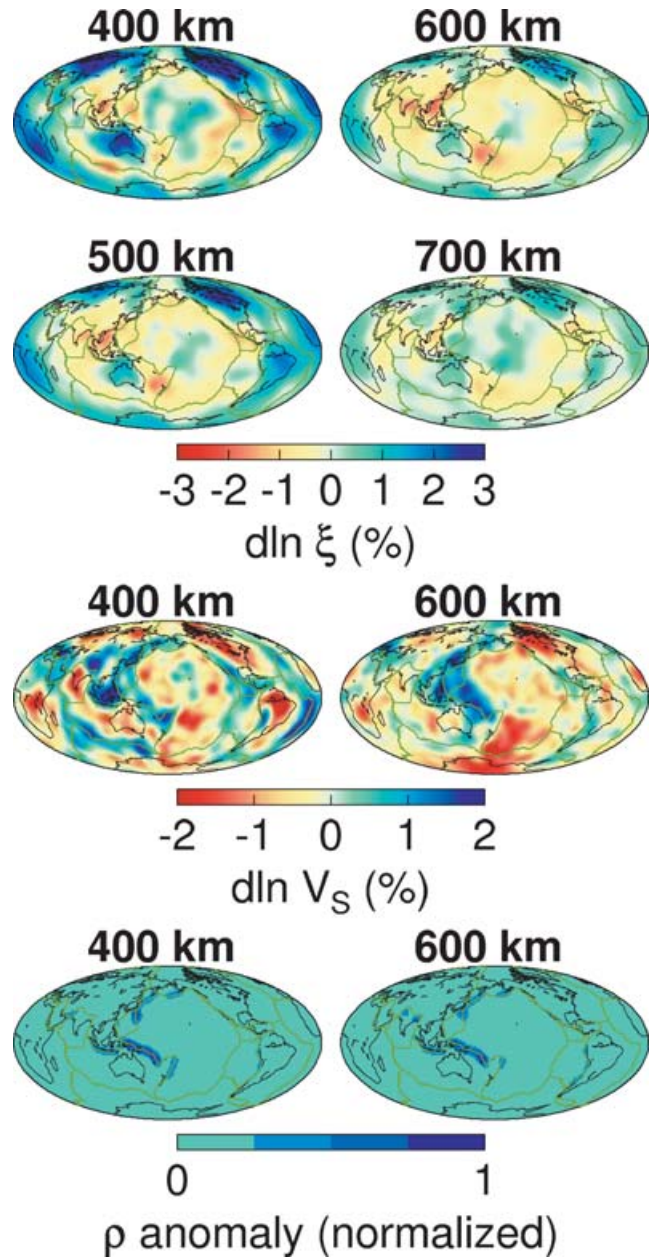 400 km 600 km
500 km 700 km
-3 -2 -1 0 1 2 3
dln ξ (%)
400 km 600 km
-2 -1 0 1 2
dln V_S (%)
400 km 600 km
0 1
ρ anomaly (normalized)